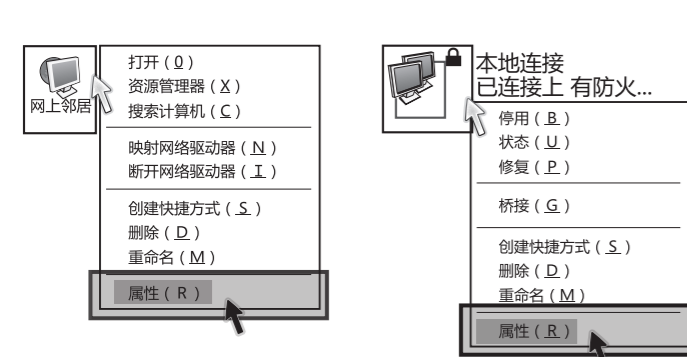 网上邻居
打开(0)
资源管理器(X)
搜索计算机(C)
映射网络驱动器(N)
断开网络驱动器(I)
创建快捷方式(S)
删除(D)
重命名(M)
属性(R)
本地连接
已连接上 有防火...
停用(B)
状态(U)
修复(P)
桥接(G)
创建快捷方式(S)
删除(D)
重命名(M)
属性(R)